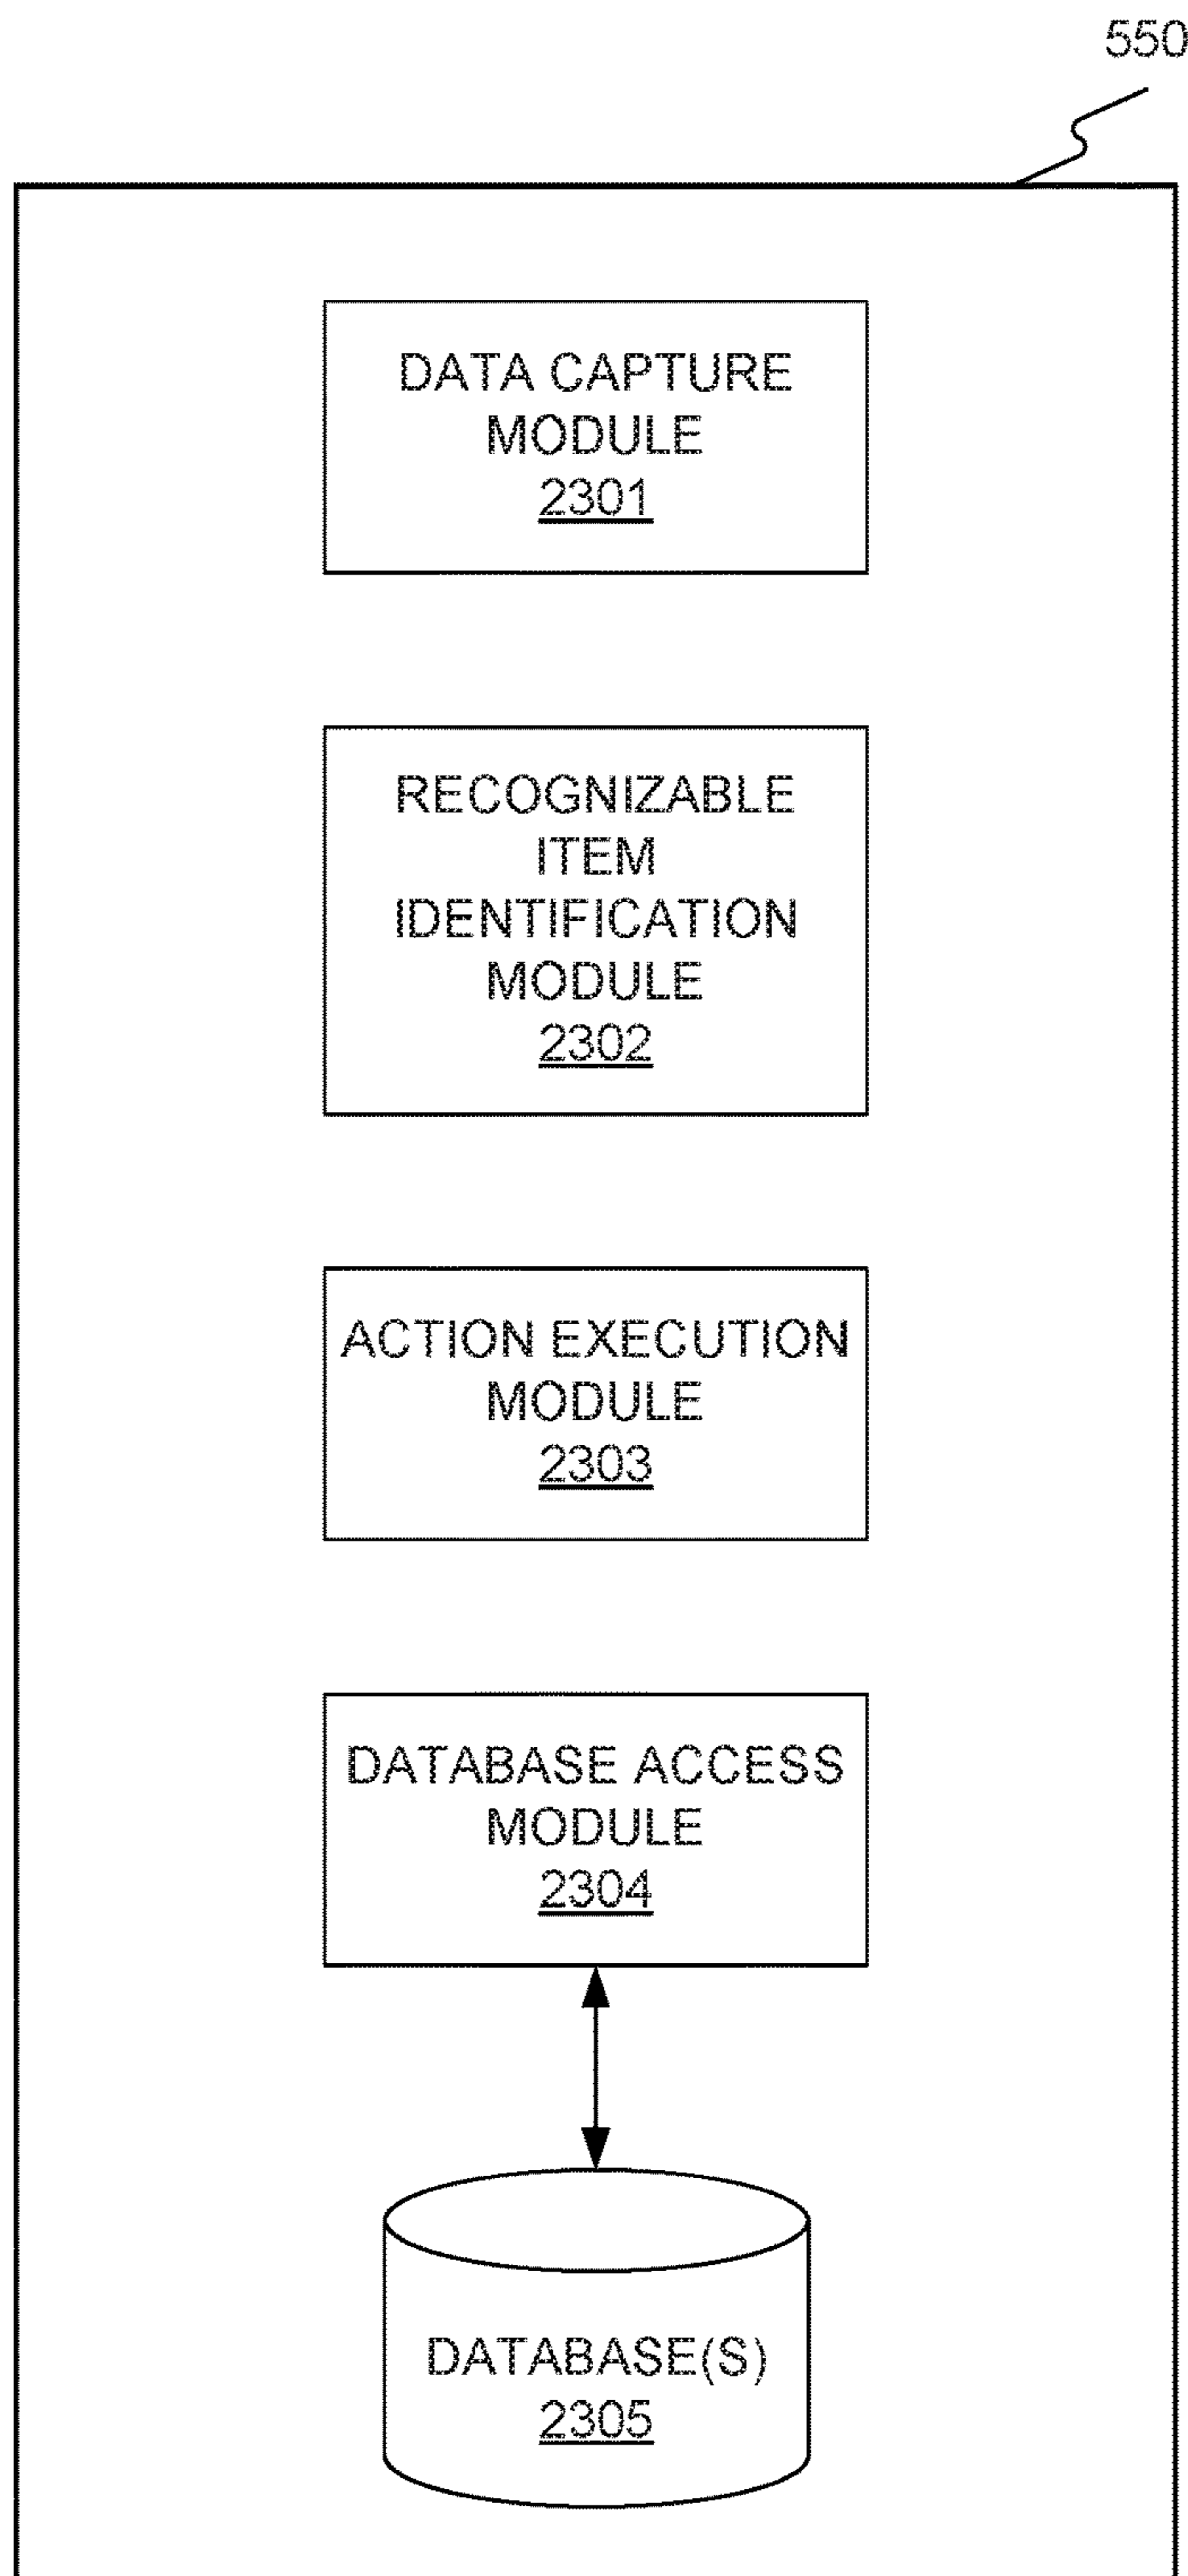 550
DATA CAPTURE
MODULE
2301
RECOGNIZABLE
ITEM
IDENTIFICATION
MODULE
2302
ACTION EXECUTION
MODULE
2303
DATABASE ACCESS
MODULE
2304
DATABASE(S)
2305